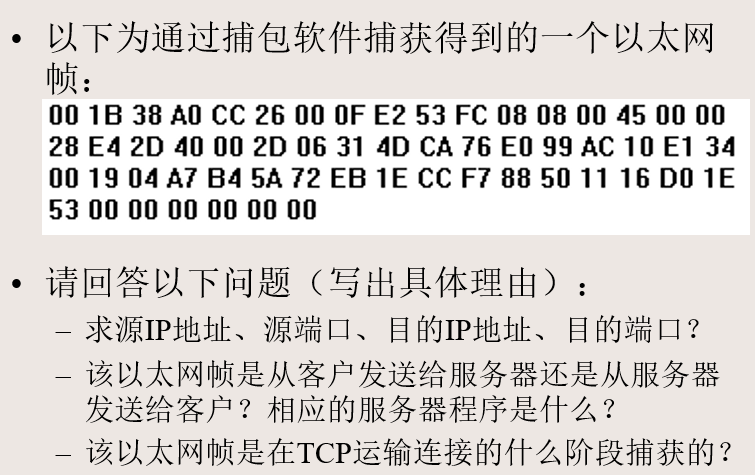 • 以下为通过捕包软件捕获得到的一个以太网
帧：
00 1B 38 A0 CC 26 00 0F E2 53 FC 08 08 00 45 00 00
28 E4 2D 40 00 2D 06 31 4D CA 76 E0 99 AC 10 E1 34
00 19 04 A7 B4 5A 72 EB 1E CC F7 88 50 11 16 D0 1E
53 00 00 00 00 00 00
• 请回答以下问题（写出具体理由）：
– 求源IP地址、源端口、目的IP地址、目的端口？
– 该以太网帧是从客户发送给服务器还是从服务器
发送给客户？相应的服务器程序是什么？
– 该以太网帧是在TCP运输连接的什么阶段捕获的？